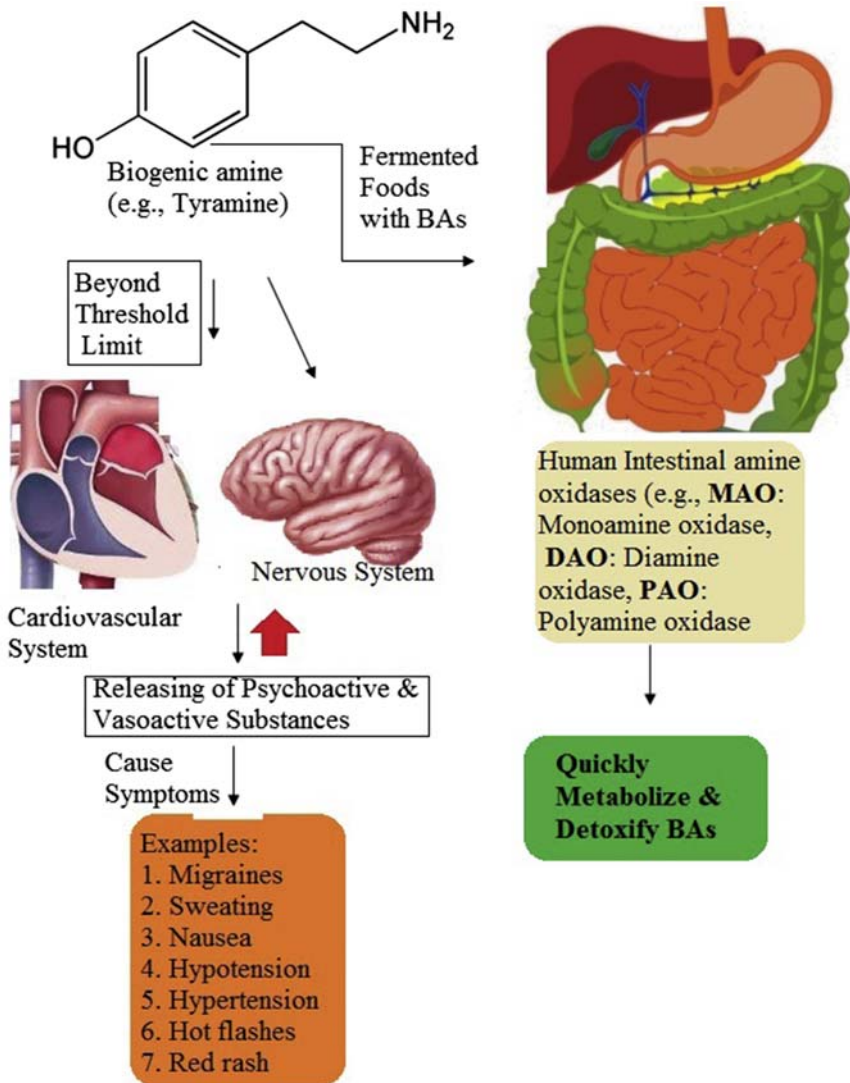 NH2
HO
Biogenic amine
(e.g., Tyramine)
Fermented
Foods
with BAs
Beyond
Threshold
Limit
Nervous System
Cardiovascular
System
Releasing of Psychoactive &
Vasoactive Substances
Cause
Symptoms
Examples:
1. Migraines
2. Sweating
3. Nausea
4. Hypotension
5. Hypertension
6. Hot flashes
7. Red rash
Human Intestinal amine
oxidases (e.g., MAO:
Monoamine oxidase,
DAO: Diamine
oxidase, PAO:
Polyamine oxidase
Quickly
Metabolize &
Detoxify BAs